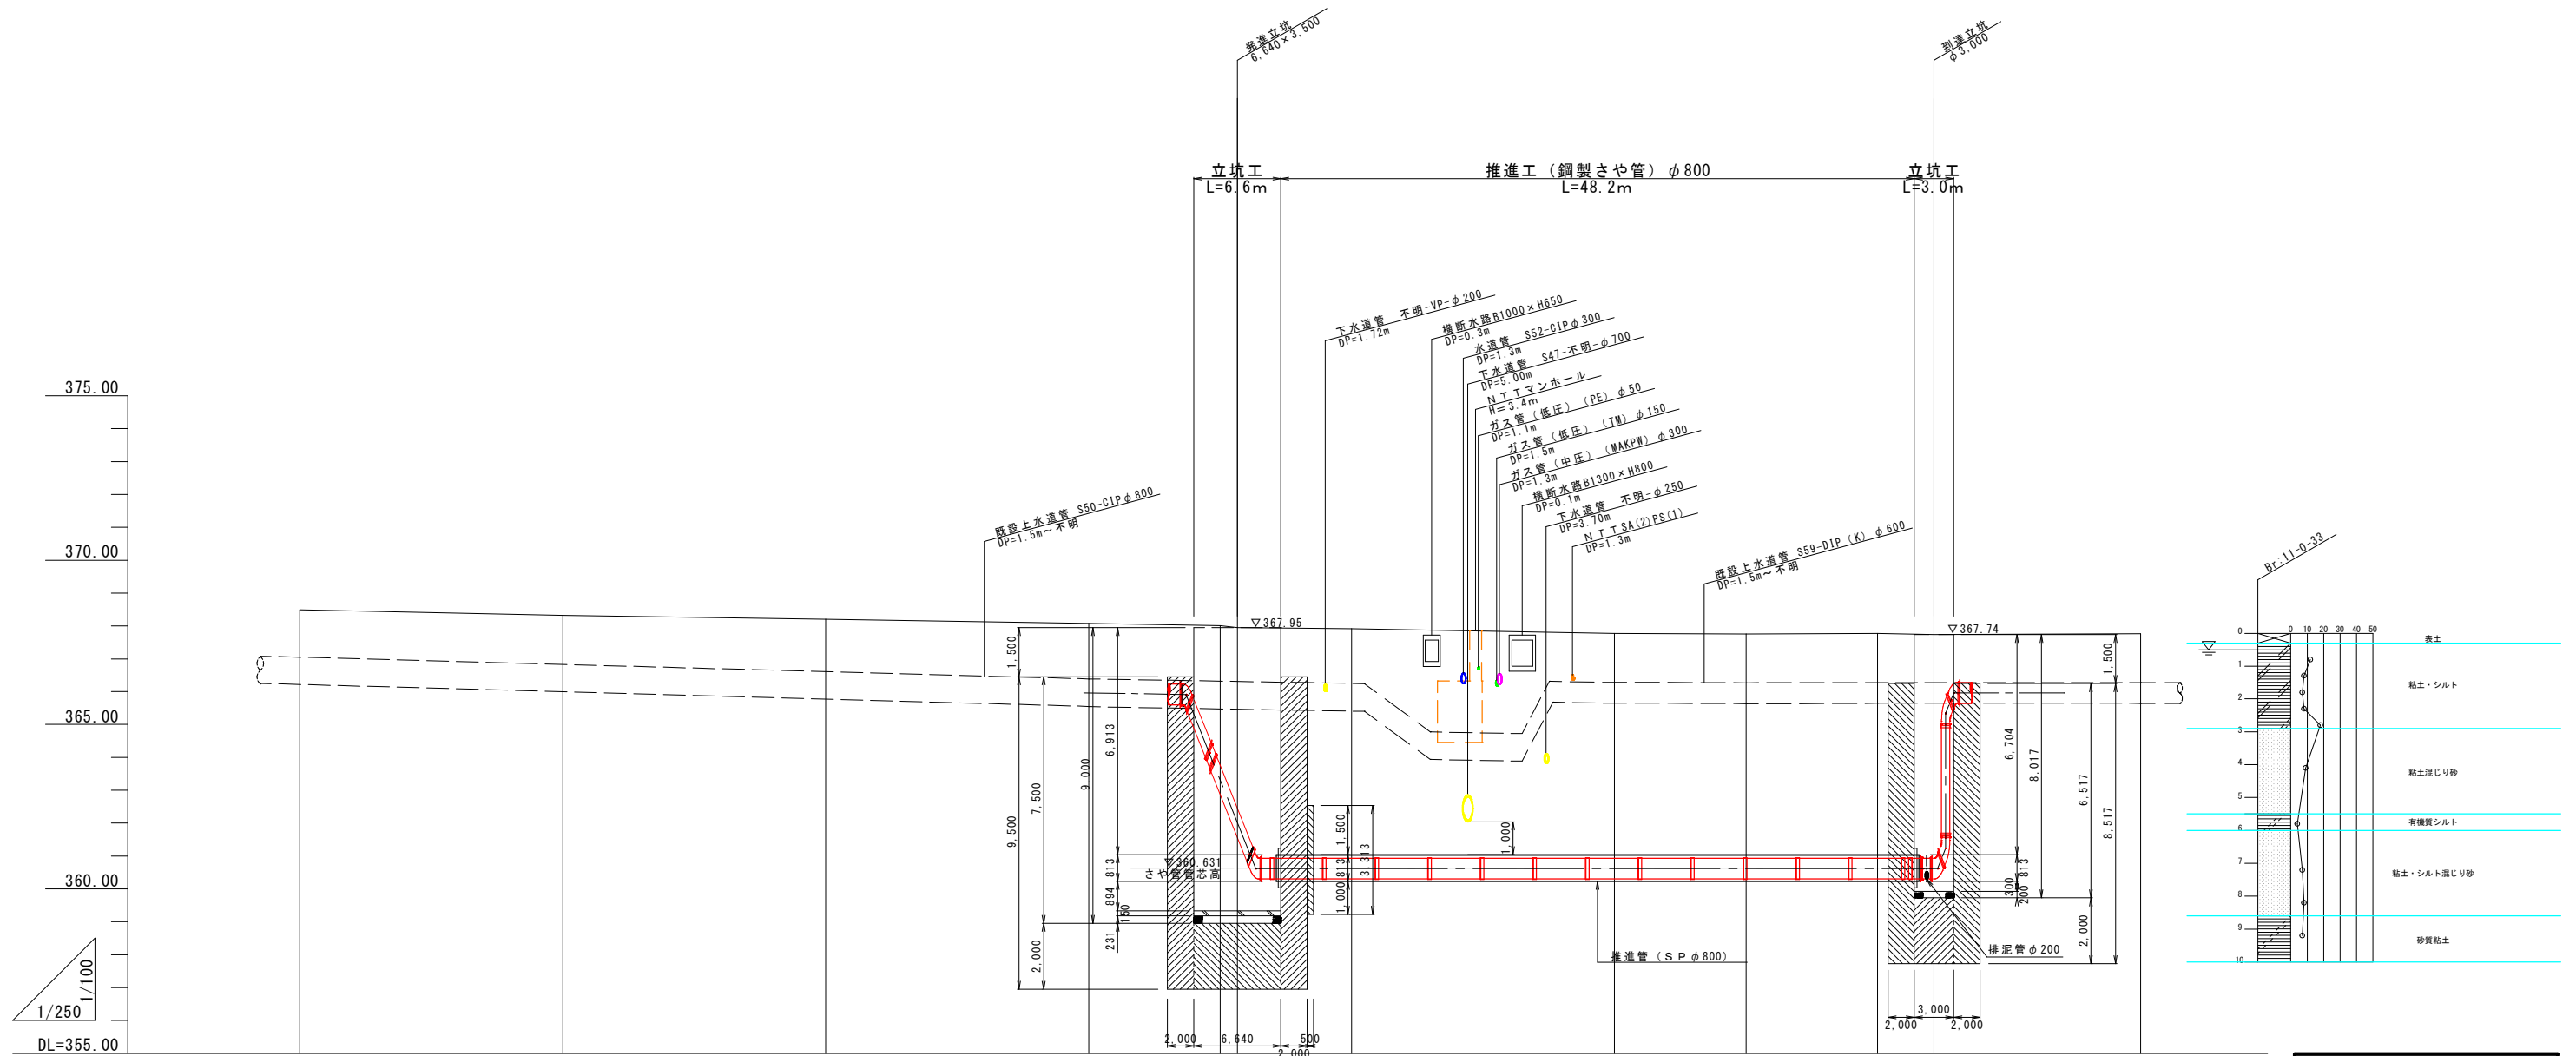 発進立坑
6,640×3,500
到達立坑
φ3,000
立坑工
L=6.6m
推進工（鋼製さや管）φ800
L=48.2m
立坑工
L=3.0m
下水道管 不明-VP-φ200
DP=1.72m
横断水路B1000×H650
DP=0.3m
水道管 S52-CIPφ300
DP=1.3m
下水道管 S47-不明-φ700
DP=5.00m
NTTマンホール
H=3.4m
ガス管（低圧）（PE）φ50
DP=1.1m
ガス管（低圧）（TM）φ150
DP=1.5m
ガス管（中圧）（MAKPW）φ300
DP=1.3m
横断水路B1300×H800
DP=0.1m
下水道管 不明-φ250
DP=3.70m
NTTSA(2)PS(1)
DP=1.3m
既設上水道管 S50-CIPφ800
DP=1.5m～不明
既設上水道管 S59-DIP（K）φ600
DP=1.5m～不明
Br:11-0-33
375.00
370.00
365.00
360.00
DL=355.00
1/100
1/250
▽367.95
▽367.74
1,500
9,500
7,500
2,000
9,000
6,913
813
894
150
231
▽360.631
さや管管芯高
1,500
813
1,000
3,313
1,000
推進管（SPφ800）
排泥管φ200
6,704
813
300
200
8,017
6,517
2,000
1,500
8,517
2,000
6,640
2,000
500
2,000
3,000
2,000
0 10 20 30 40 50
0
1
2
3
4
5
6
7
8
9
10
表土
粘土・シルト
粘土混じり砂
有機質シルト
粘土・シルト混じり砂
砂質粘土